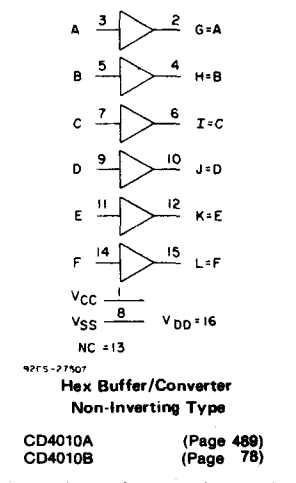 A 3 2 G=A
B 5 4 H=B
C 7 6 I=C
D 9 10 J=D
E 11 12 K=E
F 14 15 L=F
VCC 1
VSS 8 VDD=16
NC =13
92CS-27507
Hex Buffer/Converter
Non-Inverting Type
CD4010A (Page 489)
CD4010B (Page 78)